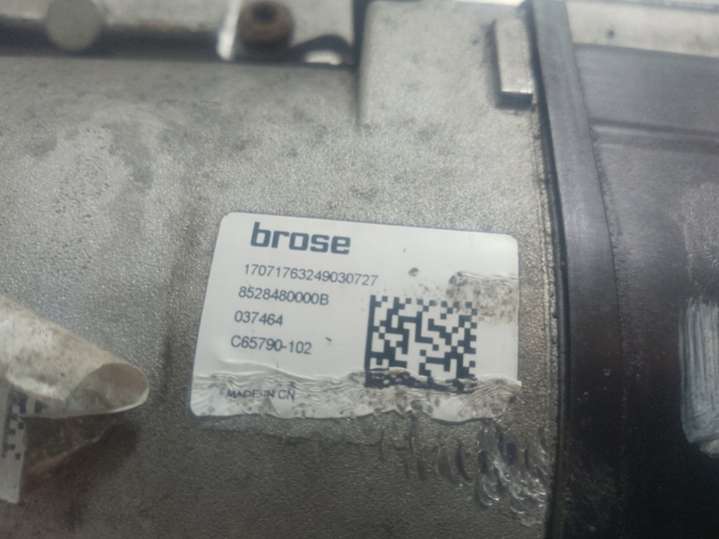 brose
17071763249030727
8528480000B
037464
C65790-102
MADE IN CN